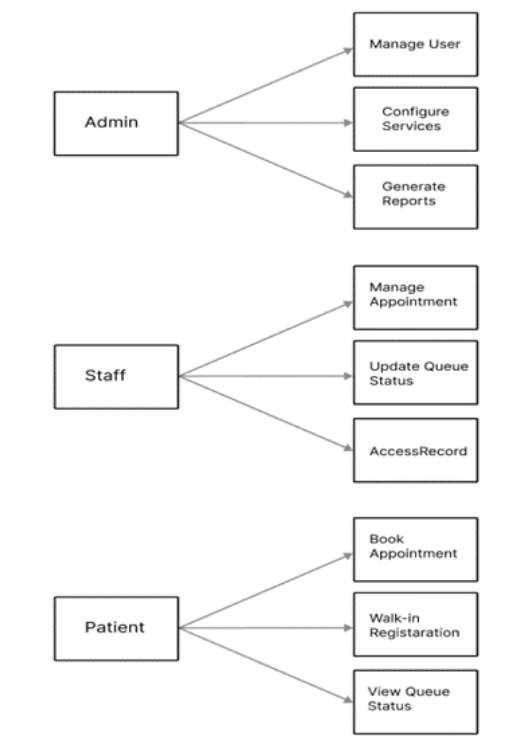 Admin
Manage User
Configure
Services
Generate
Reports
Staff
Manage
Appointment
Update Queue
Status
AccessRecord
Patient
Book
Appointment
Walk-in
Registaration
View Queue
Status